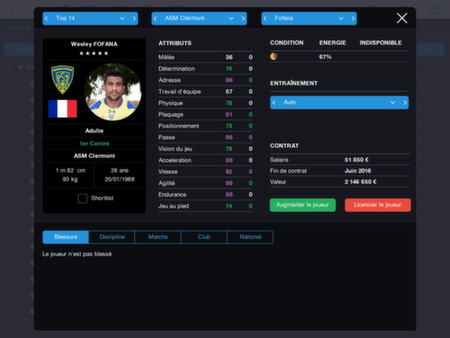 Top 14
ASM Clermont
Fofana
Wesley FOFANA
★★★★★
Adulte
1er Centre
ASM Clermont
1 m 82 cm
93 kg
26 ans
20/01/1988
Shortlist
ATTRIBUTS
Mêlée 36 0
Détermination 76 0
Adresse 86 0
Travail d'équipe 57 0
Physique 76 0
Plaquage 81 0
Positionnement 73 0
Passe 86 0
Vision du jeu 79 0
Acceleration 88 0
Vitesse 92 0
Agilité 86 0
Endurance 88 0
Jeu au pied 74 0
CONDITION ENERGIE INDISPONIBLE
67%
ENTRAÎNEMENT
Auto
CONTRAT
Salaire 51 850 €
Fin de contrat Juin 2016
Valeur 2 146 650 €
Augmenter le joueur
Licencier le joueur
Blessure
Discipline
Matchs
Club
National
Le joueur n'est pas blessé